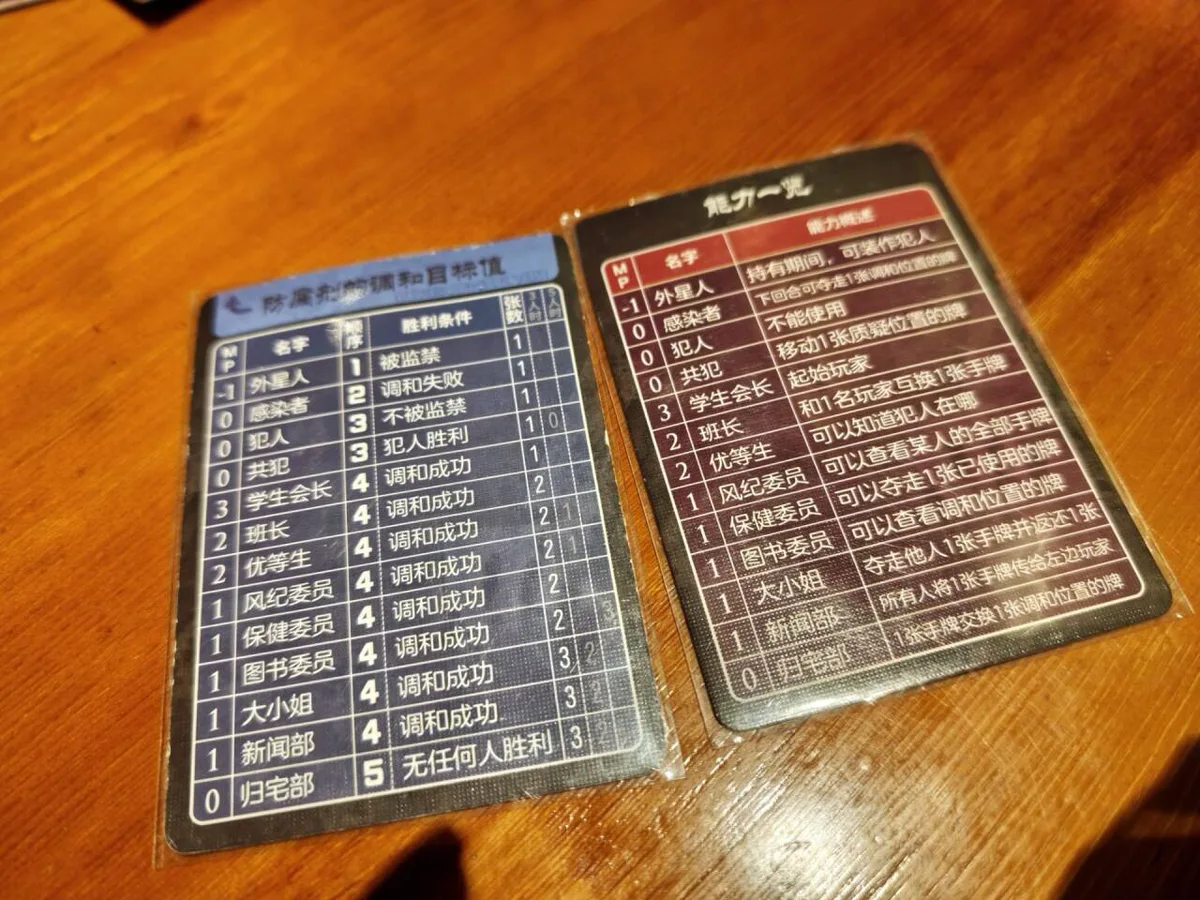 防腐剂的调和目标值
MP 名字 顺序 胜利条件 张数
-1 外星人 1 被监禁 1
0 感染者 2 调和失败 1
0 犯人 3 不被监禁 1
0 共犯 3 犯人胜利 1 0
3 学生会长 4 调和成功 1
2 班长 4 调和成功 2
2 优等生 4 调和成功 2 1
1 风纪委员 4 调和成功 2 1
1 保健委员 4 调和成功 2
1 图书委员 4 调和成功 2 3
1 大小姐 4 调和成功 3 2
1 新闻部 4 调和成功 3 2
0 归宅部 5 无任何人胜利 3 2
能力一览
MP 名字 能力概述
-1 外星人 持有期间，可装作犯人
0 感染者 下回合可夺走1张调和位置的牌
0 犯人 不能使用
0 共犯 移动1张质疑位置的牌
3 学生会长 起始玩家
2 班长 和1名玩家互换1张手牌
2 优等生 可以知道犯人在哪
1 风纪委员 可以查看某人的全部手牌
1 保健委员 可以夺走1张已使用的牌
1 图书委员 可以查看调和位置的牌
1 大小姐 夺走他人1张手牌并返还1张
1 新闻部 所有人将1张手牌传给左边玩家
0 归宅部 1张手牌交换1张调和位置的牌